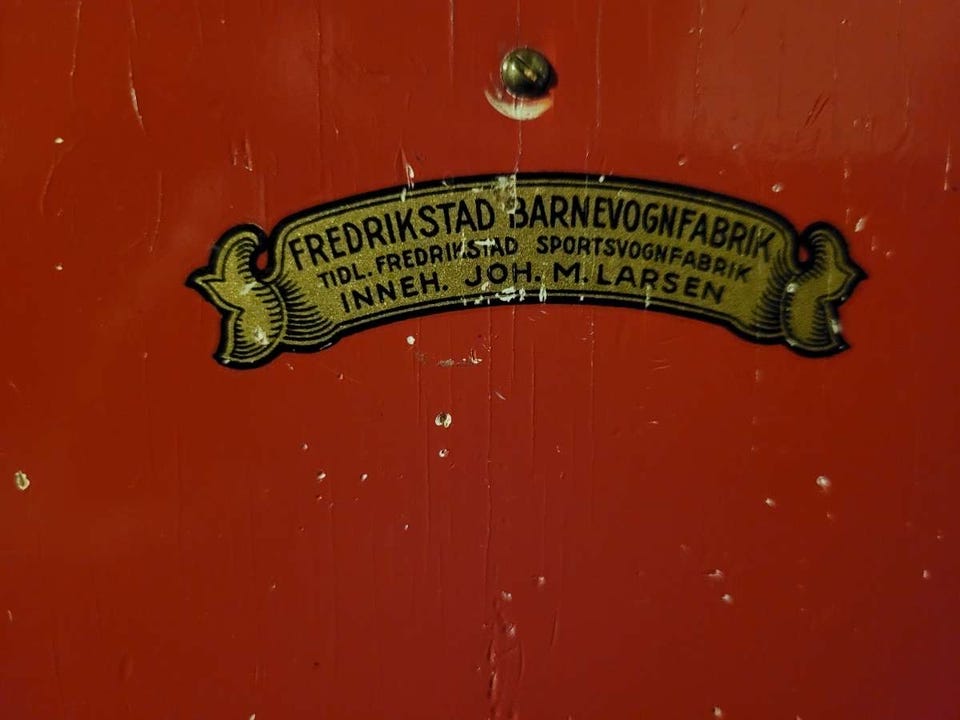 FREDRIKSTAD BARNEVOGNFABRIK
TIDL. FREDRIKSTAD SPORTSVOGNFABRIK
INNEH. JOH. M. LARSEN